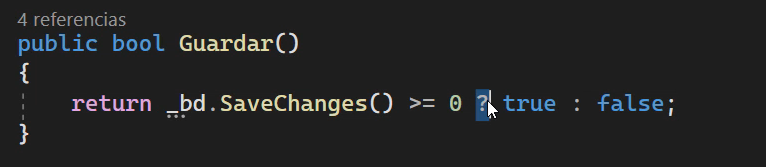 4 referencias
public bool Guardar()
{
return _bd.SaveChanges() >= 0 ? true : false;
}